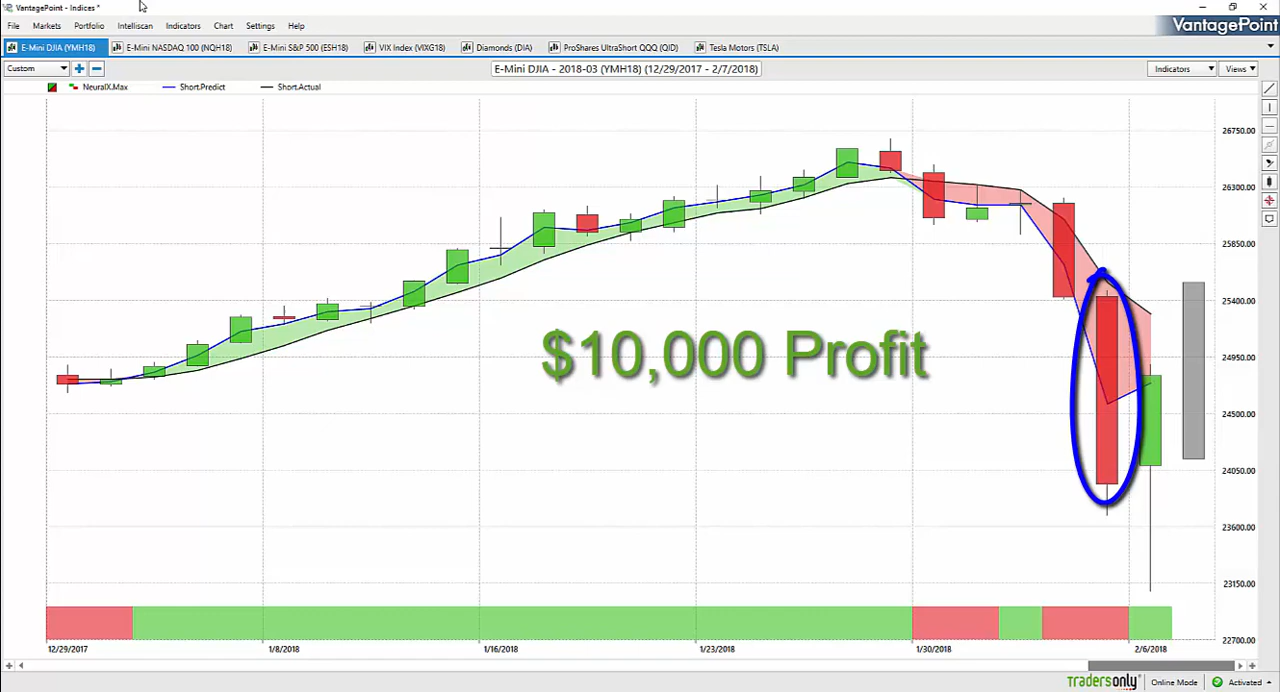 VantagePoint - Indices *
File Markets Portfolio Intelliscan Indicators Chart Settings Help
VantagePoint
E-Mini DJIA (YMH18) E-Mini NASDAQ 100 (NQH18) E-Mini S&P 500 (ESH18) VIX Index (VIXG18) Diamonds (DIA) ProShares UltraShort QQQ (QID) Tesla Motors (TSLA)
Custom E-Mini DJIA - 2018-03 (YMH18) (12/29/2017 - 2/7/2018) Indicators Views
NeuralX.Max Short.Predict Short.Actual
26750.00
26300.00
25850.00
25400.00
$10,000 Profit
24950.00
24500.00
24050.00
23600.00
23150.00
22700.00
12/29/2017 1/8/2018 1/16/2018 1/23/2018 1/30/2018 2/6/2018
tradersonly Online Mode Activated